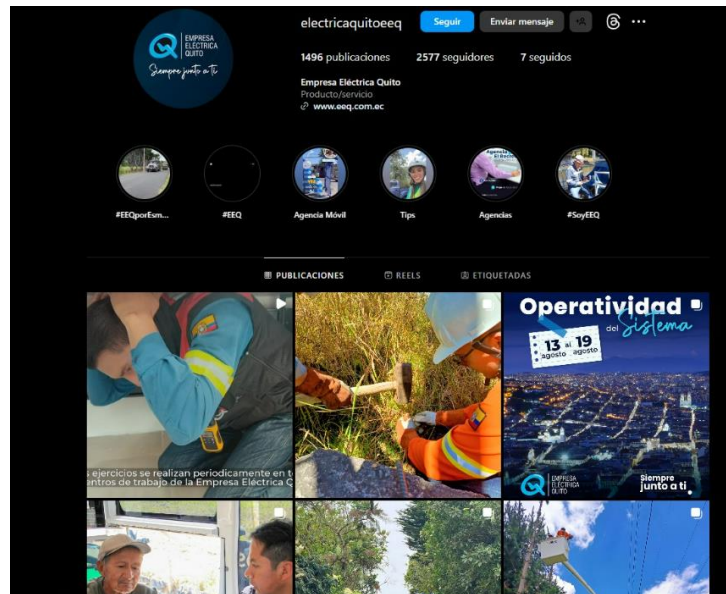 EMPRESA
ELÉCTRICA
QUITO
Siempre junto a ti
electricaquitoeeq Seguir Enviar mensaje
1496 publicaciones 2577 seguidores 7 seguidos
Empresa Eléctrica Quito
Producto/servicio
www.eeq.com.ec
#EEQporEsm... #EEQ Agencia Móvil Tips Agencias #SoyEEQ
PUBLICACIONES REELS ETIQUETADAS
s ejercicios se realizan periodicamente en t
entros de trabajo de la Empresa Eléctrica Q
Operatividad
del Sistema
13 al 19
agosto agosto
EMPRESA
ELÉCTRICA
QUITO
Siempre
junto a ti